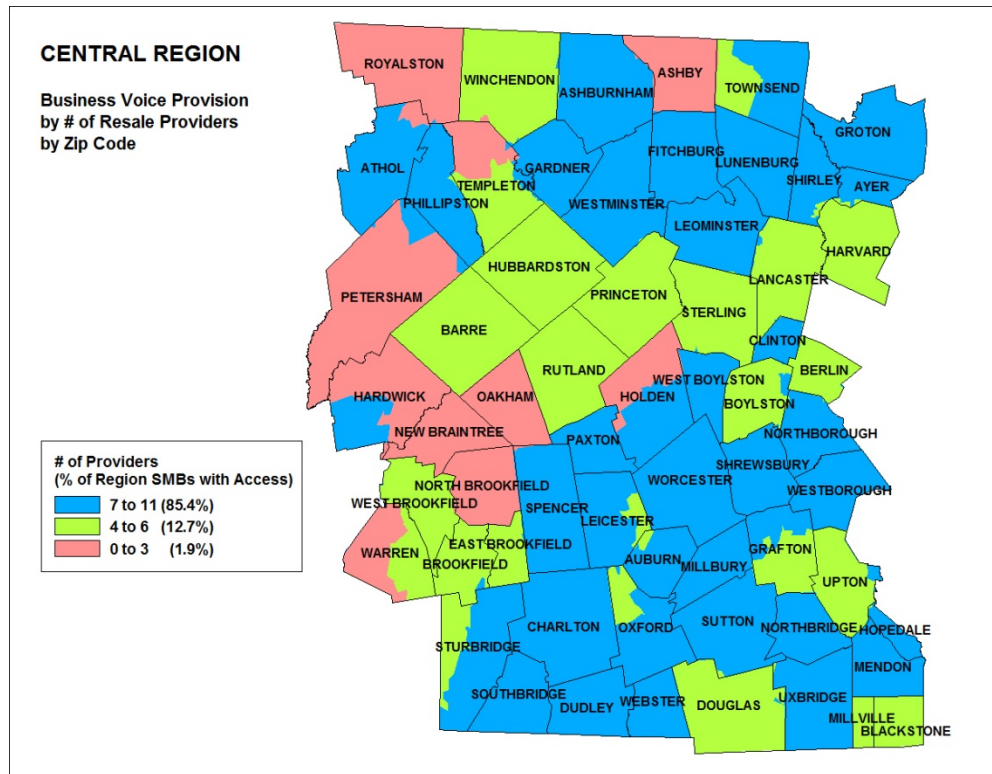 CENTRAL REGION
Business Voice Provision
by # of Resale Providers
by Zip Code
ROYALSTON
WINCHENDON
ASHBURNHAM
ASHBY
TOWNSEND
GROTON
ATHOL
PHILLIPSTON
TEMPLETON
GARDNER
WESTMINSTER
FITCHBURG
LUNENBURG
SHIRLEY
AYER
LEOMINSTER
HARVARD
LANCASTER
HUBBARDSTON
PRINCETON
STERLING
PETERSHAM
BARRE
CLINTON
BERLIN
RUTLAND
HOLDEN
WEST BOYLSTON
BOYLSTON
HARDWICK
OAKHAM
NEW BRAINTREE
PAXTON
NORTHBOROUGH
SHREWSBURY
WESTBOROUGH
WORCESTER
NORTH BROOKFIELD
WEST BROOKFIELD
SPENCER
LEICESTER
EAST BROOKFIELD
WARREN
BROOKFIELD
AUBURN
MILLBURY
GRAFTON
UPTON
STURBRIDGE
CHARLTON
OXFORD
SUTTON
NORTHBRIDGE
HOPEDALE
MENDON
SOUTHBRIDGE
DUDLEY
WEBSTER
DOUGLAS
UXBRIDGE
MILLVILLE
BLACKSTONE
# of Providers
(% of Region SMBs with Access)
7 to 11 (85.4%)
4 to 6 (12.7%)
0 to 3 (1.9%)